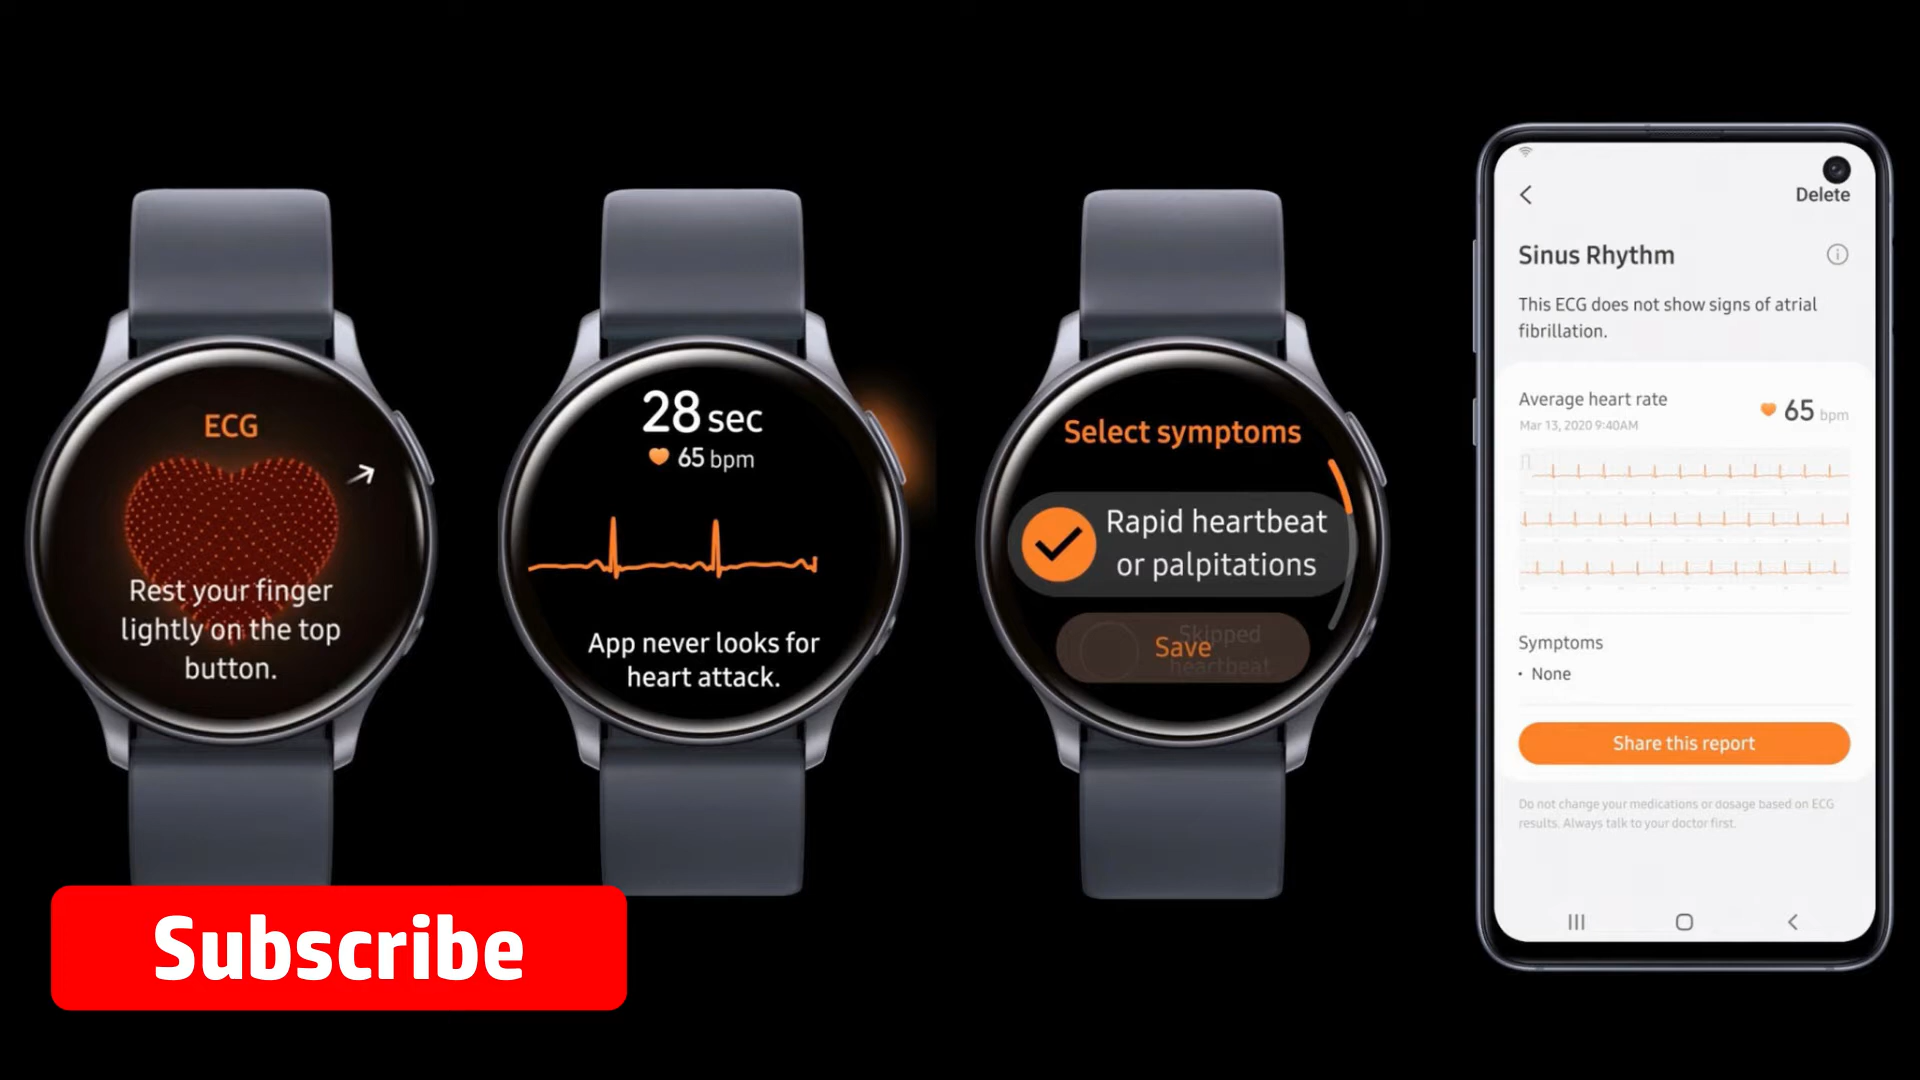 ECG
Rest your finger
lightly on the top
button.
28 sec
65 bpm
App never looks for
heart attack.
Select symptoms
Rapid heartbeat
or palpitations
Skipped
Save
heartbeat
Delete
Sinus Rhythm
This ECG does not show signs of atrial
fibrillation.
Average heart rate
65 bpm
Mar 13, 2020 9:40AM
Symptoms
• None
Share this report
Do not change your medications or dosage based on ECG
results. Always talk to your doctor first.
Subscribe